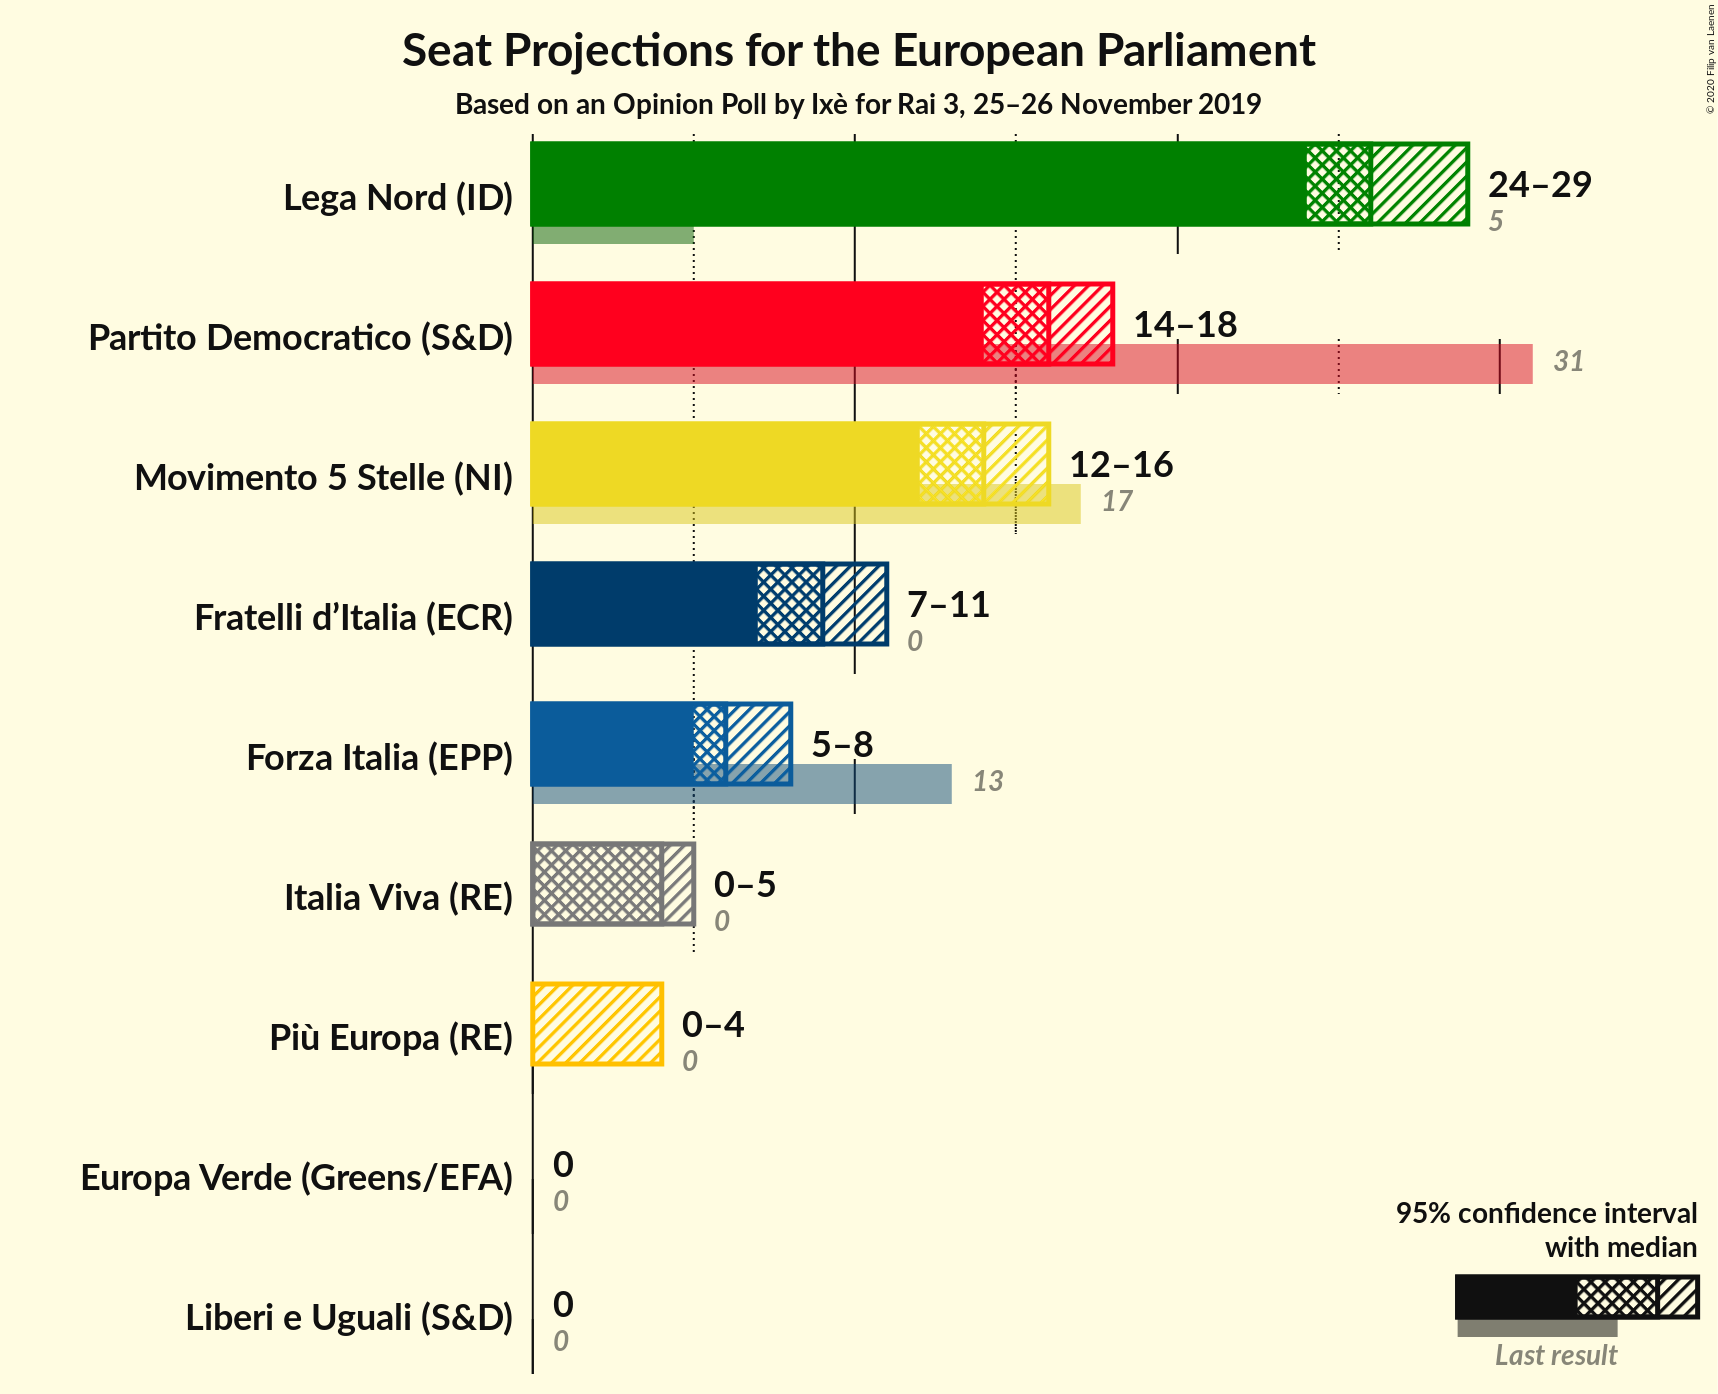 Seat Projections for the European Parliament
Based on an Opinion Poll by Ixè for Rai 3, 25–26 November 2019
© 2020 Filip van Laenen
Lega Nord (ID)
24–29
5
Partito Democratico (S&D)
14–18
31
Movimento 5 Stelle (NI)
12–16
17
Fratelli d’Italia (ECR)
7–11
0
Forza Italia (EPP)
5–8
13
Italia Viva (RE)
0–5
0
Più Europa (RE)
0–4
0
Europa Verde (Greens/EFA)
0
0
Liberi e Uguali (S&D)
0
0
95% confidence interval
with median
Last result